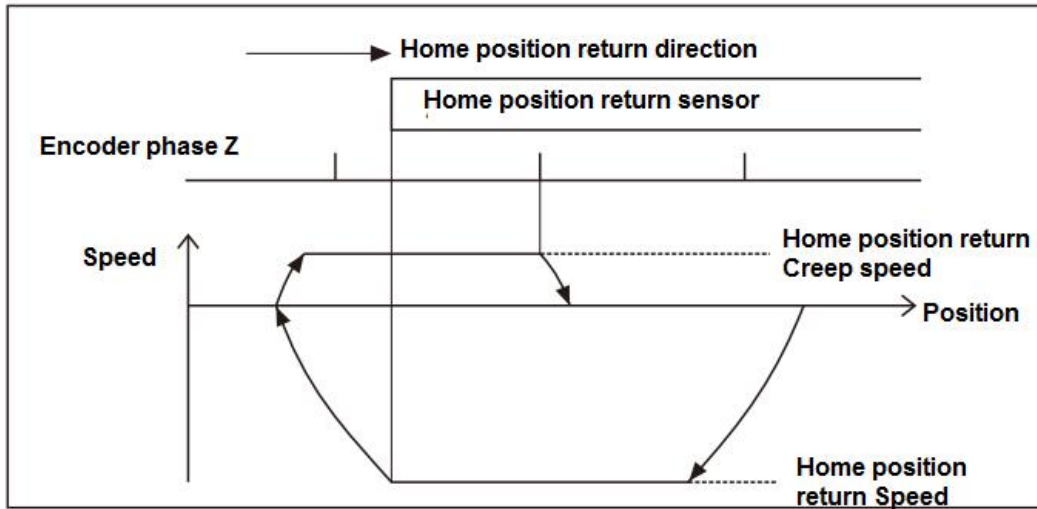 Home position return direction
Home position return sensor
Encoder phase Z
Speed
Home position return
Creep speed
Position
Home position
return Speed